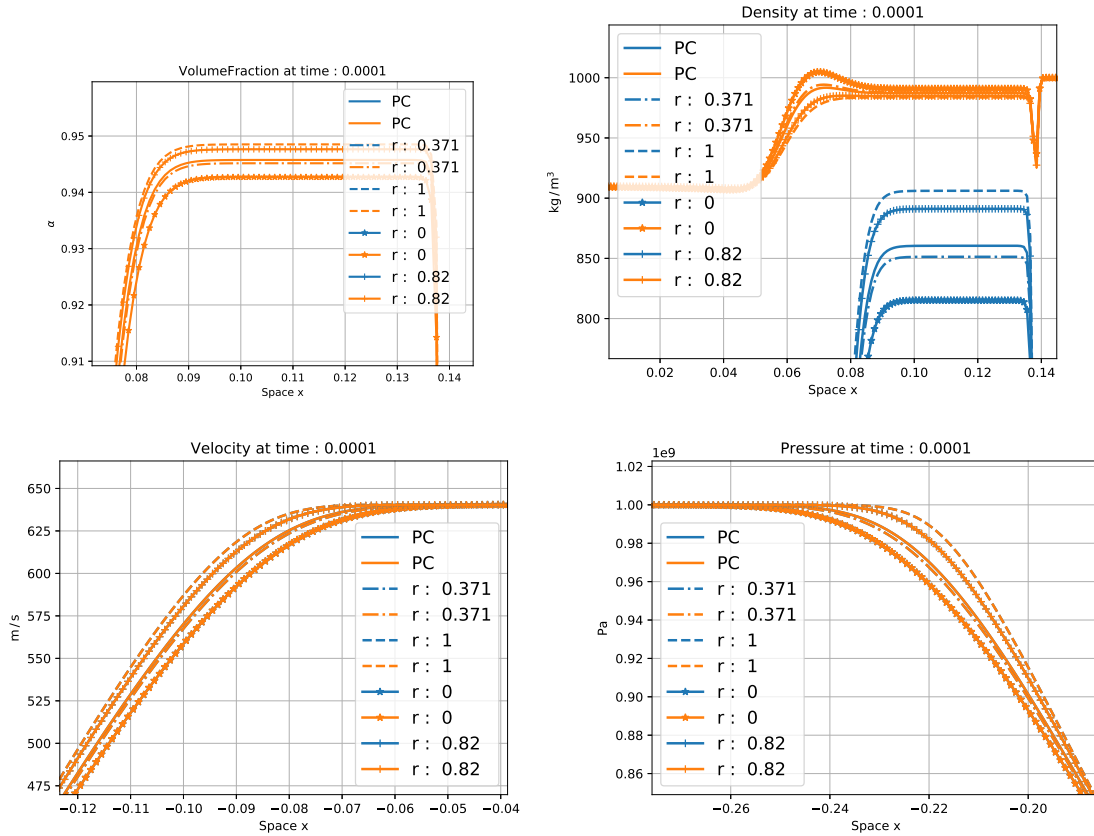 VolumeFraction at time : 0.0001
α
0.95
0.94
0.93
0.92
0.91
0.08 0.09 0.10 0.11 0.12 0.13 0.14
Space x
PC
PC
r : 0.371
r : 0.371
r : 1
r : 1
r : 0
r : 0
r : 0.82
r : 0.82
Density at time : 0.0001
kg/m³
1000
950
900
850
800
0.02 0.04 0.06 0.08 0.10 0.12 0.14
Space x
PC
PC
r : 0.371
r : 0.371
r : 1
r : 1
r : 0
r : 0
r : 0.82
r : 0.82
Velocity at time : 0.0001
m/s
650
625
600
575
550
525
500
475
−0.12 −0.11 −0.10 −0.09 −0.08 −0.07 −0.06 −0.05 −0.04
Space x
PC
PC
r : 0.371
r : 0.371
r : 1
r : 1
r : 0
r : 0
r : 0.82
r : 0.82
Pressure at time : 0.0001
1e9
Pa
1.02
1.00
0.98
0.96
0.94
0.92
0.90
0.88
0.86
−0.26 −0.24 −0.22 −0.20
Space x
PC
PC
r : 0.371
r : 0.371
r : 1
r : 1
r : 0
r : 0
r : 0.82
r : 0.82